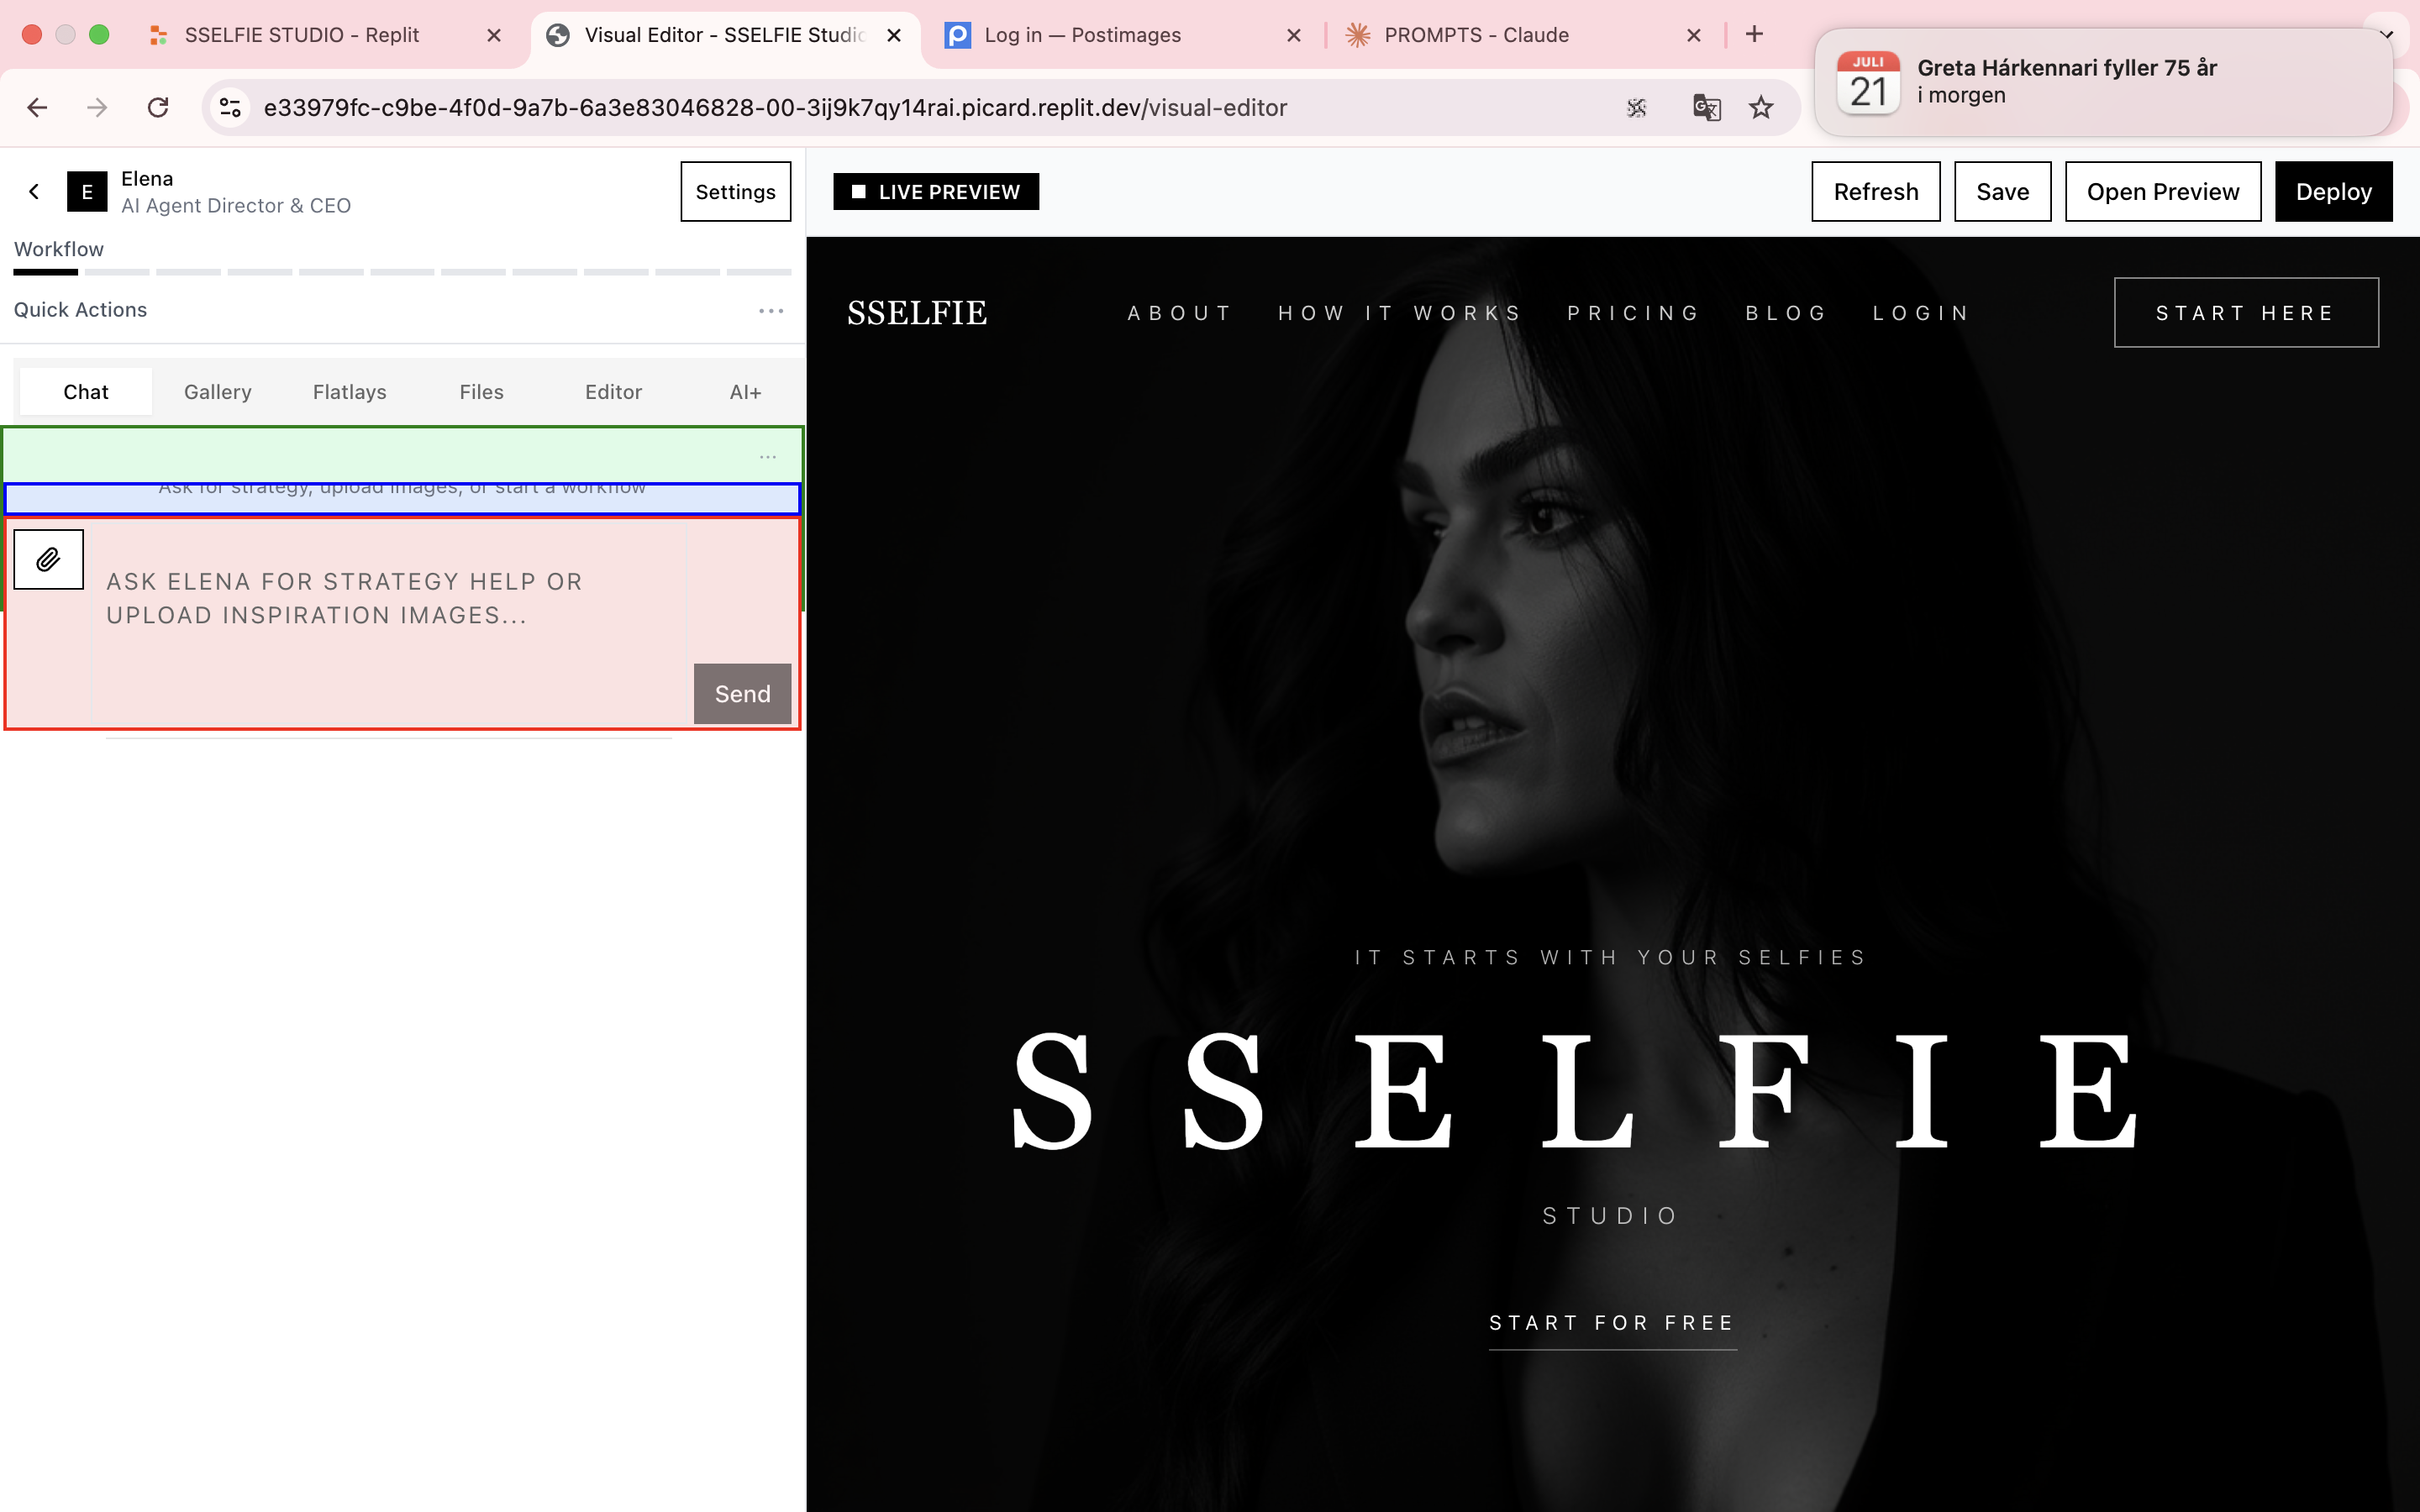 SSELFIE STUDIO - Replit
Visual Editor - SSELFIE Studio
Log in — Postimages
PROMPTS - Claude
JULI
21
Greta Hárkennari fyller 75 år
i morgen
e33979fc-c9be-4f0d-9a7b-6a3e83046828-00-3ij9k7qy14rai.picard.replit.dev/visual-editor
E
Elena
AI Agent Director & CEO
Settings
LIVE PREVIEW
Refresh
Save
Open Preview
Deploy
Workflow
Quick Actions
...
Chat
Gallery
Flatlays
Files
Editor
AI+
...
Ask for strategy, upload images, or start a workflow
ASK ELENA FOR STRATEGY HELP OR
UPLOAD INSPIRATION IMAGES...
Send
SSELFIE
ABOUT
HOW IT WORKS
PRICING
BLOG
LOGIN
START HERE
IT STARTS WITH YOUR SELFIES
SSELFIE
STUDIO
START FOR FREE